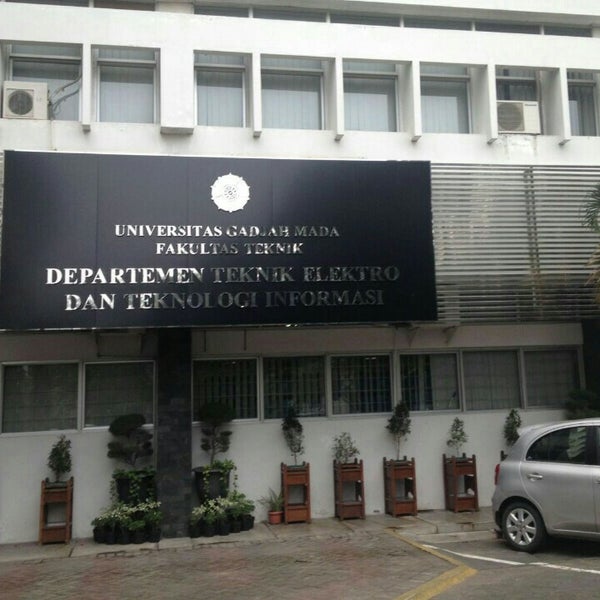 UNIVERSITAS GADJAH MADA
FAKULTAS TEKNIK
DEPARTEMEN TEKNIK ELEKTRO
DAN TEKNOLOGI INFORMASI